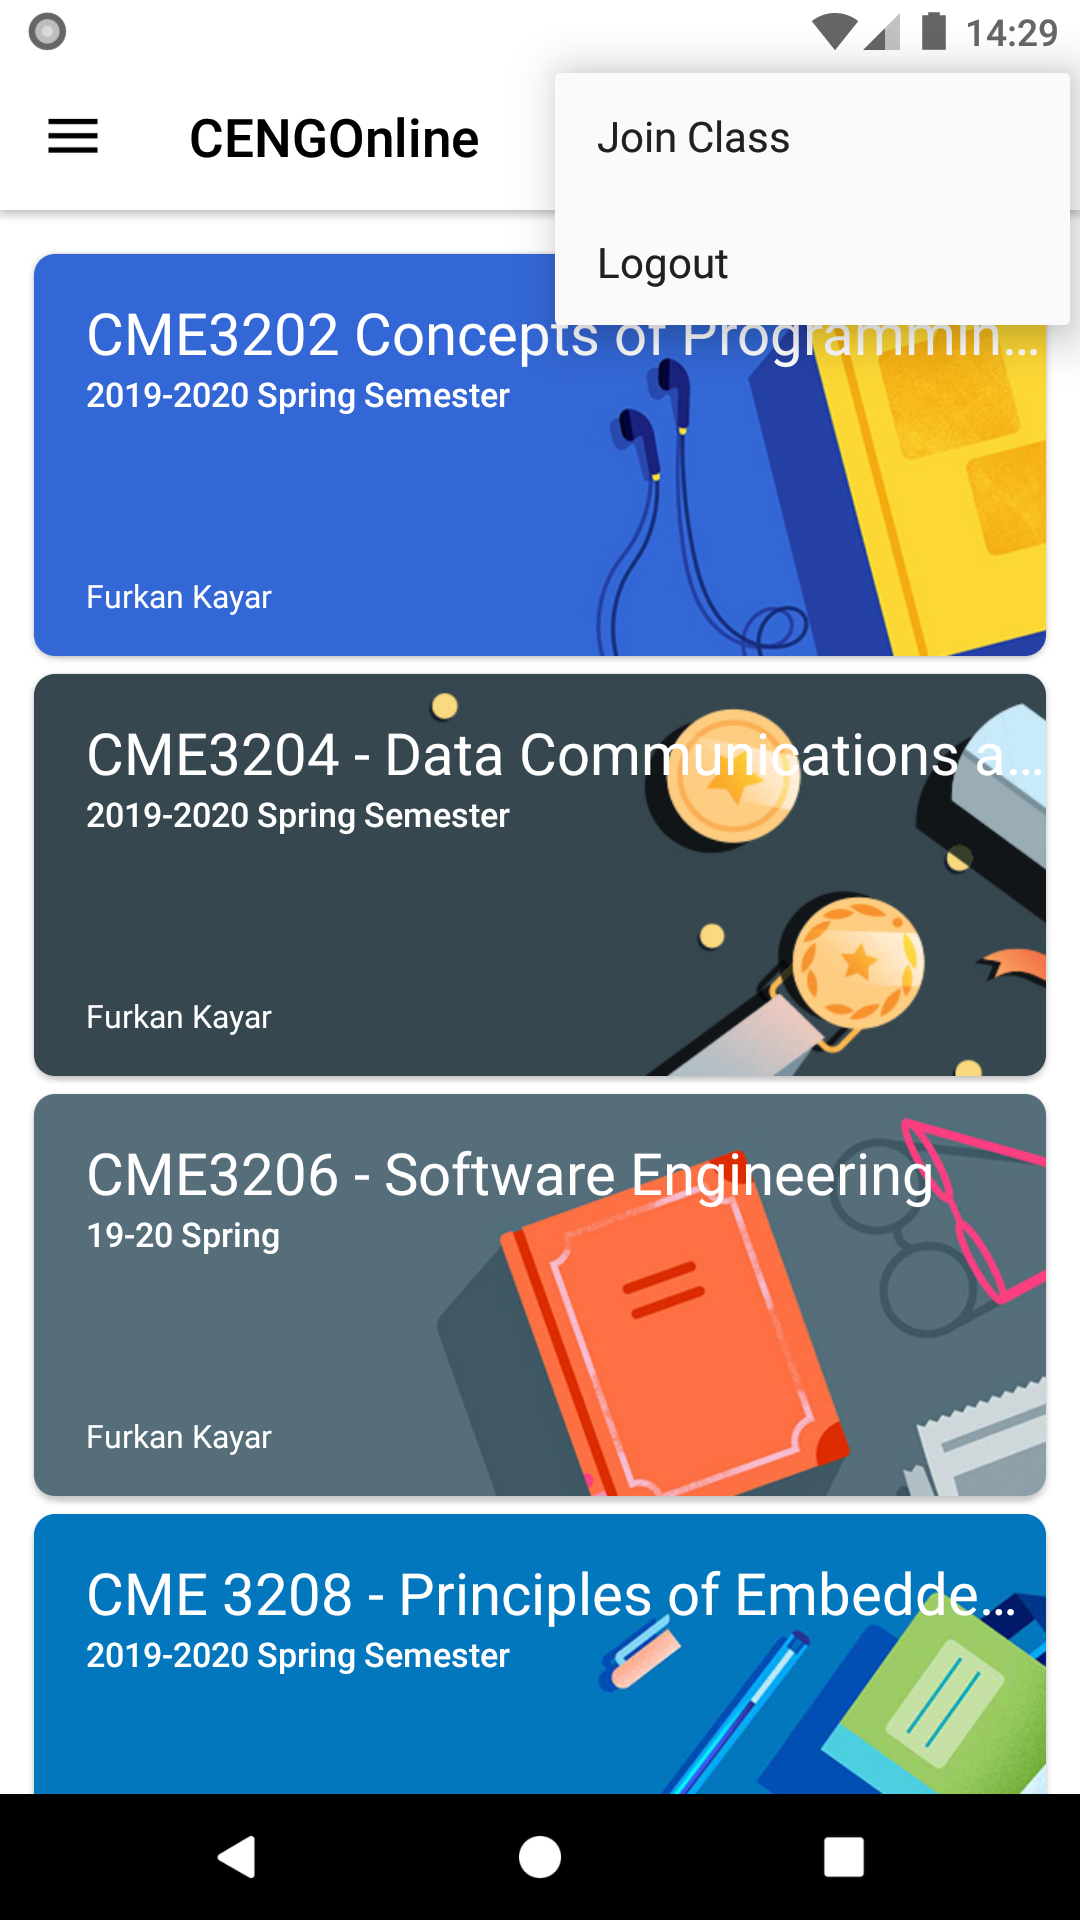 14:29
CENGOnline
Join Class
Logout
CME3202 Concepts of Programmin...
2019-2020 Spring Semester
Furkan Kayar
CME3204 - Data Communications a...
2019-2020 Spring Semester
Furkan Kayar
CME3206 - Software Engineering
19-20 Spring
Furkan Kayar
CME 3208 - Principles of Embedde...
2019-2020 Spring Semester